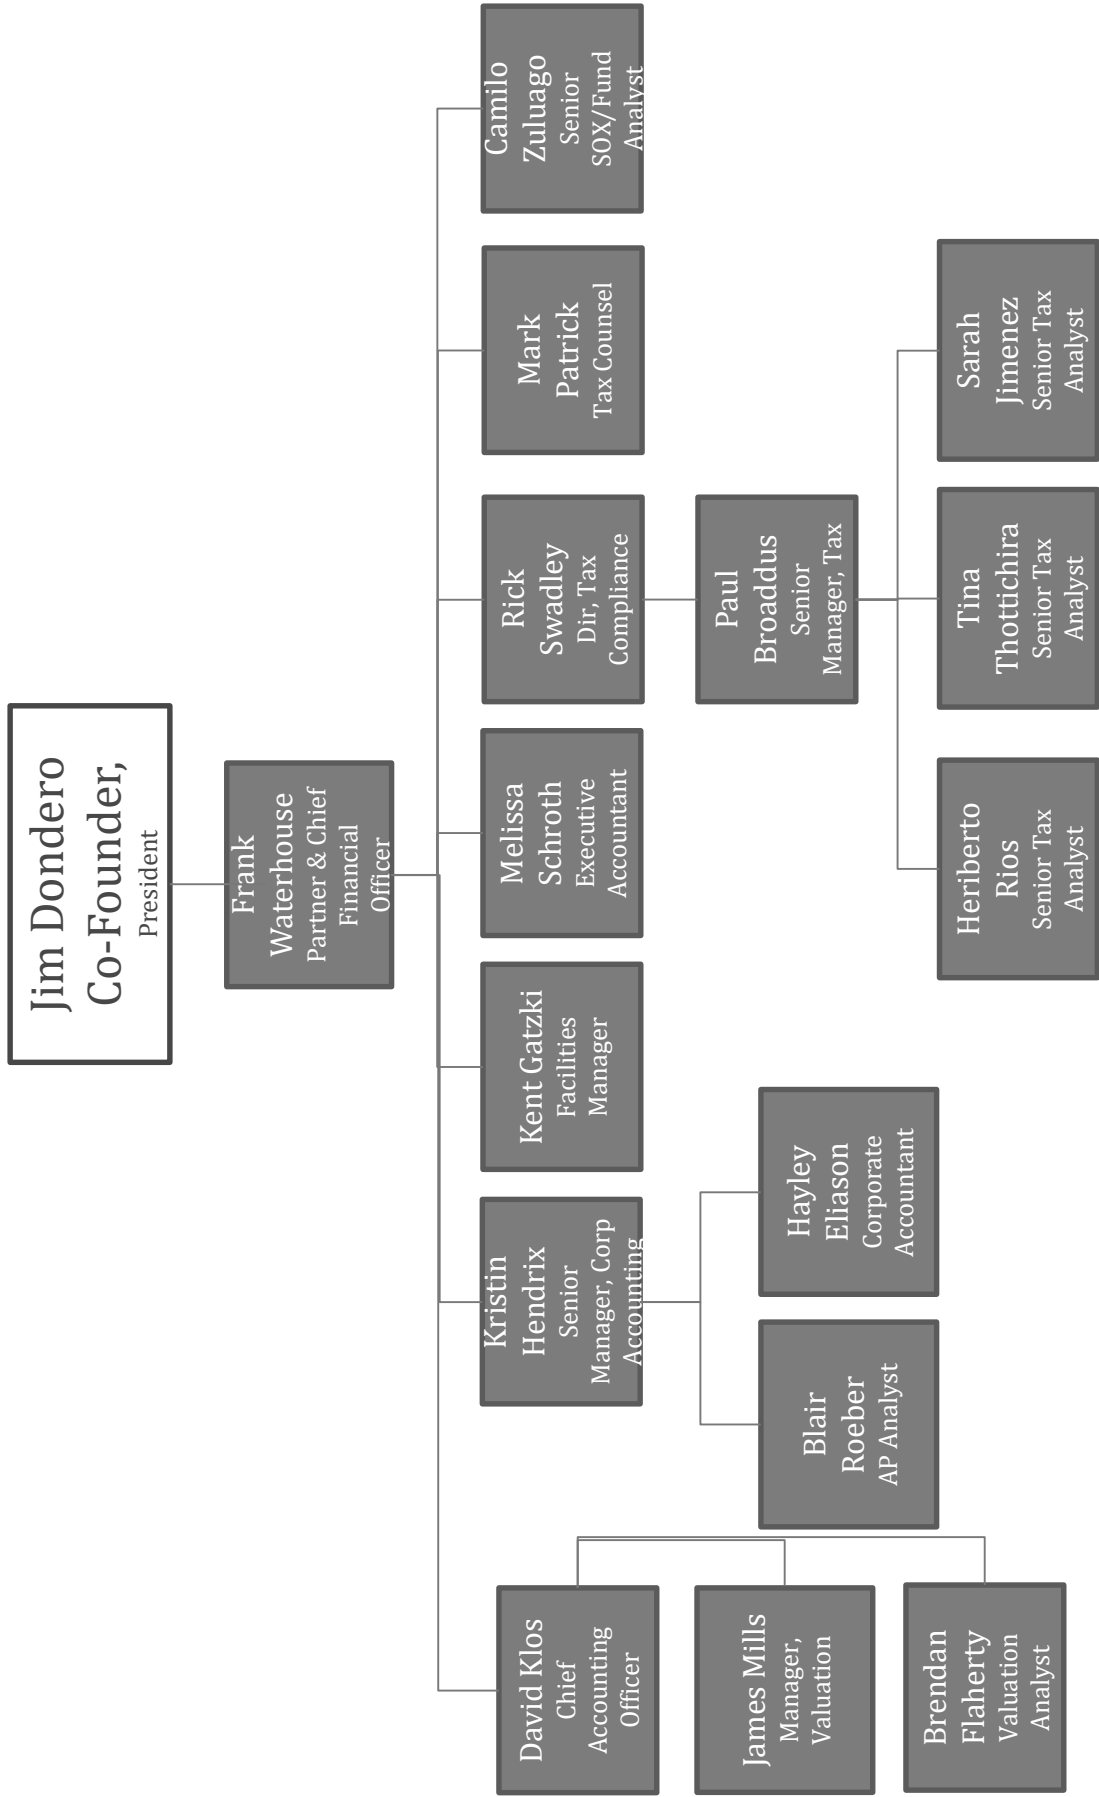 Jim Dondero
Co-Founder,
President
Frank
Waterhouse
Partner & Chief
Financial
Officer
David Klos
Chief
Accounting
Officer
Kristin
Hendrix
Senior
Manager, Corp
Accounting
Kent Gatzki
Facilities
Manager
Melissa
Schroth
Executive
Accountant
Rick
Swadley
Dir, Tax
Compliance
Mark
Patrick
Tax Counsel
Camilo
Zuluago
Senior
SOX/Fund
Analyst
James Mills
Manager,
Valuation
Brendan
Flaherty
Valuation
Analyst
Blair
Roeber
AP Analyst
Hayley
Eliason
Corporate
Accountant
Paul
Broaddus
Senior
Manager, Tax
Heriberto
Rios
Senior Tax
Analyst
Tina
Thottichira
Senior Tax
Analyst
Sarah
Jimenez
Senior Tax
Analyst